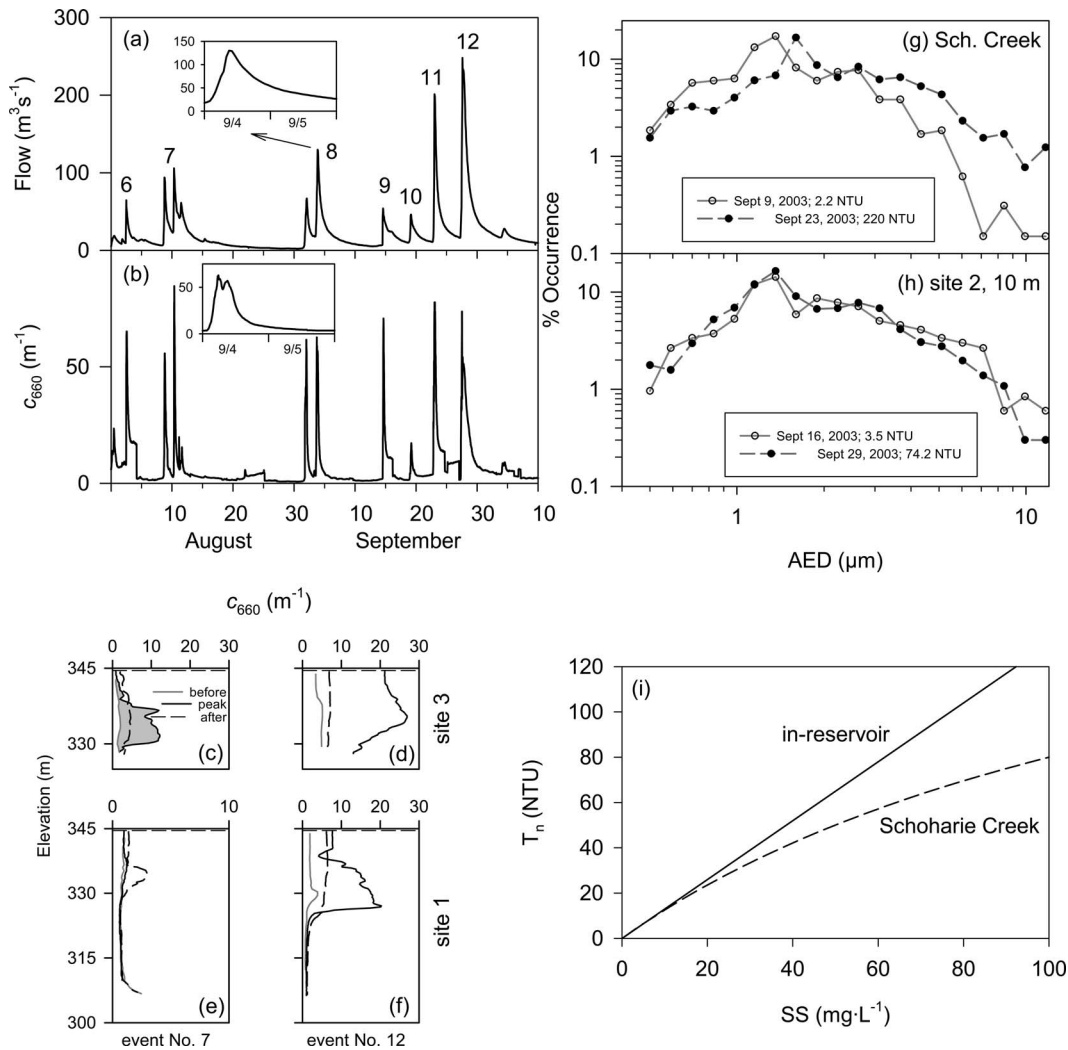 (a)
300
200
100
0
Flow (m³s⁻¹)
6
7
8
9
10
11
12
150
100
50
0
9/4
9/5
(b)
50
0
c₆₆₀ (m⁻¹)
50
0
9/4
9/5
10
20
30
10
20
30
10
August
September
(g) Sch. Creek
10
1
0.1
Sept 9, 2003; 2.2 NTU
Sept 23, 2003; 220 NTU
% Occurrence
(h) site 2, 10 m
10
1
0.1
Sept 16, 2003; 3.5 NTU
Sept 29, 2003; 74.2 NTU
1
10
AED (µm)
c₆₆₀ (m⁻¹)
0 10 20 30
0 10 20 30
345
330
before
peak
after
(c)
(d)
site 3
Elevation (m)
0 10
0 10 20 30
345
330
315
300
(e)
(f)
site 1
event No. 7
event No. 12
(i)
120
100
80
60
40
20
0
Tₙ (NTU)
in-reservoir
Schoharie Creek
0 20 40 60 80 100
SS (mg·L⁻¹)